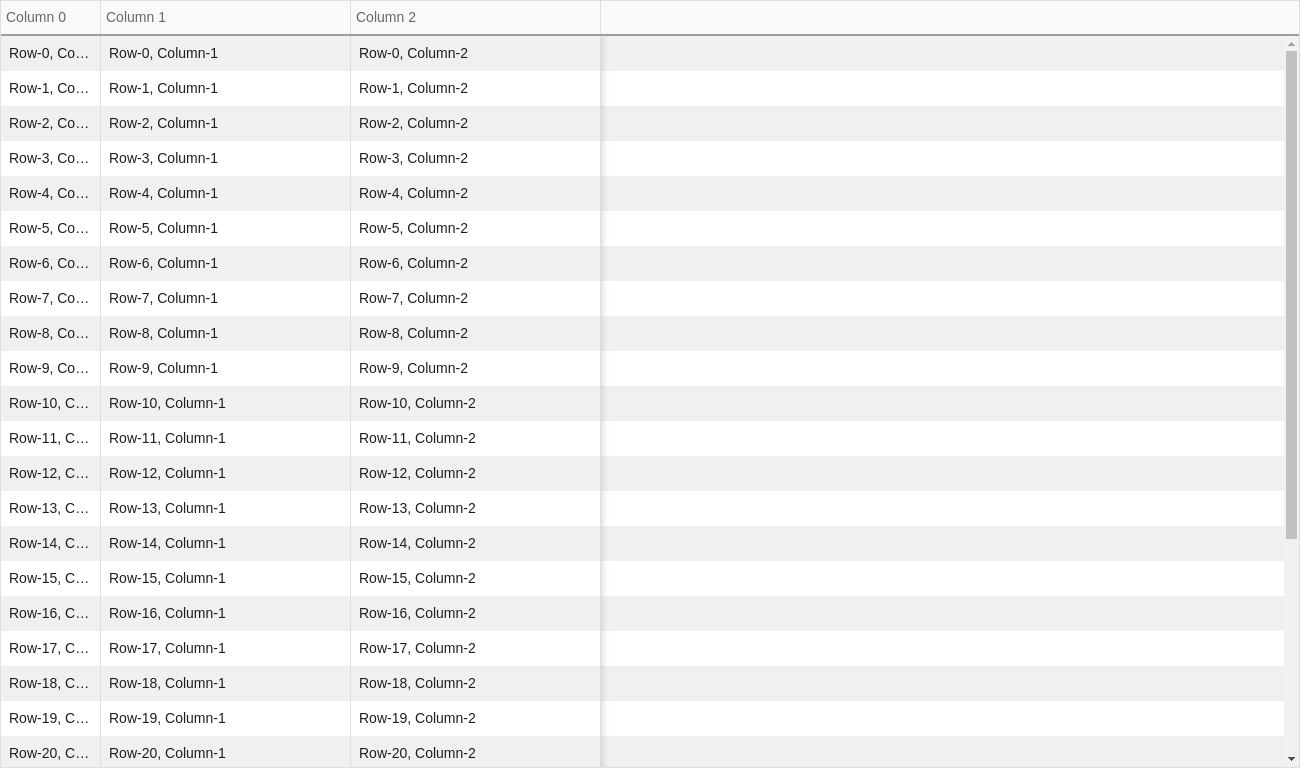 Column 0 Column 1 Column 2
Row-0, Co… Row-0, Column-1 Row-0, Column-2
Row-1, Co… Row-1, Column-1 Row-1, Column-2
Row-2, Co… Row-2, Column-1 Row-2, Column-2
Row-3, Co… Row-3, Column-1 Row-3, Column-2
Row-4, Co… Row-4, Column-1 Row-4, Column-2
Row-5, Co… Row-5, Column-1 Row-5, Column-2
Row-6, Co… Row-6, Column-1 Row-6, Column-2
Row-7, Co… Row-7, Column-1 Row-7, Column-2
Row-8, Co… Row-8, Column-1 Row-8, Column-2
Row-9, Co… Row-9, Column-1 Row-9, Column-2
Row-10, C… Row-10, Column-1 Row-10, Column-2
Row-11, C… Row-11, Column-1 Row-11, Column-2
Row-12, C… Row-12, Column-1 Row-12, Column-2
Row-13, C… Row-13, Column-1 Row-13, Column-2
Row-14, C… Row-14, Column-1 Row-14, Column-2
Row-15, C… Row-15, Column-1 Row-15, Column-2
Row-16, C… Row-16, Column-1 Row-16, Column-2
Row-17, C… Row-17, Column-1 Row-17, Column-2
Row-18, C… Row-18, Column-1 Row-18, Column-2
Row-19, C… Row-19, Column-1 Row-19, Column-2
Row-20, C… Row-20, Column-1 Row-20, Column-2